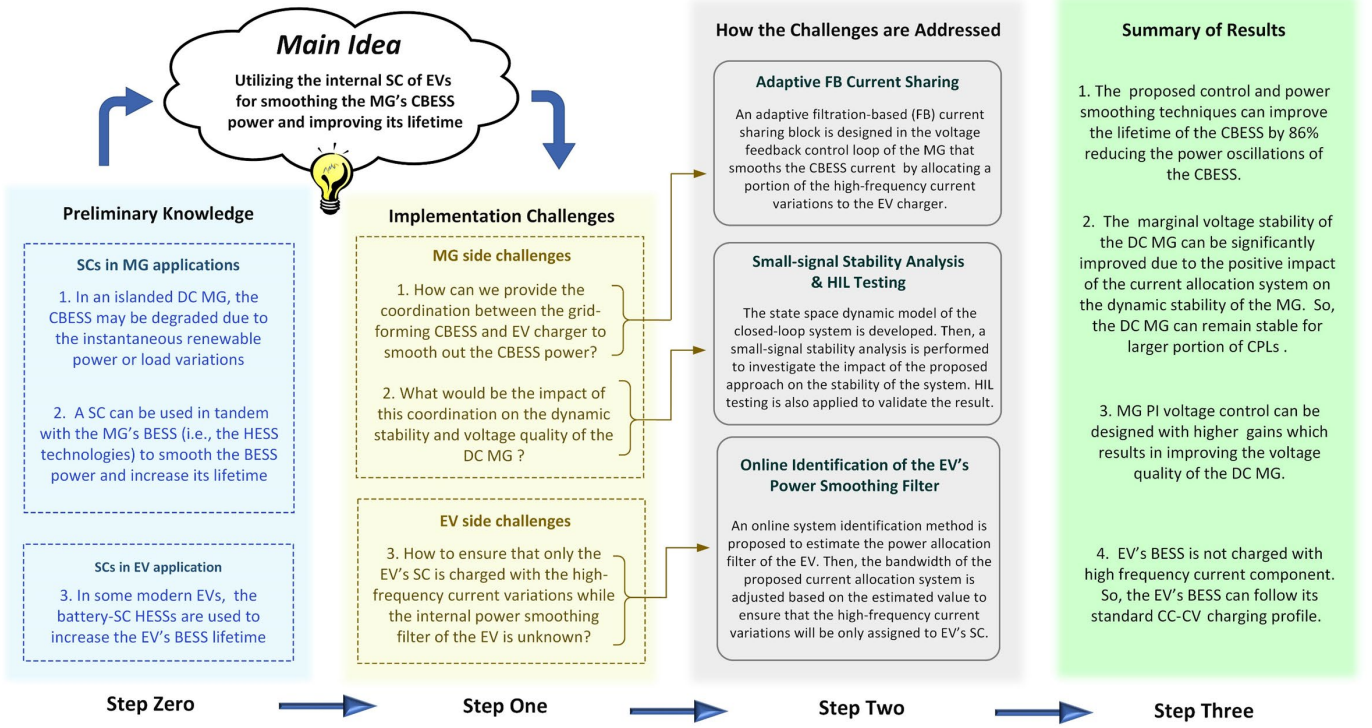 Main Idea
Utilizing the internal SC of EVs
for smoothing the MG's CBESS
power and improving its lifetime
Preliminary Knowledge
SCs in MG applications
1. In an islanded DC MG, the
CBESS may be degraded due to
the instantaneous renewable
power or load variations
2. A SC can be used in tandem
with the MG's BESS (i.e., the HESS
technologies) to smooth the BESS
power and increase its lifetime
SCs in EV application
3. In some modern EVs, the
battery-SC HESSs are used to
increase the EV's BESS lifetime
Step Zero
Implementation Challenges
MG side challenges
1. How can we provide the
coordination between the grid-
forming CBESS and EV charger to
smooth out the CBESS power?
2. What would be the impact of
this coordination on the dynamic
stability and voltage quality of the
DC MG ?
EV side challenges
3. How to ensure that only the
EV's SC is charged with the high-
frequency current variations while
the internal power smoothing
filter of the EV is unknown?
Step One
How the Challenges are Addressed
Adaptive FB Current Sharing
An adaptive filtration-based (FB) current
sharing block is designed in the voltage
feedback control loop of the MG that
smooths the CBESS current by allocating a
portion of the high-frequency current
variations to the EV charger.
Small-signal Stability Analysis
& HIL Testing
The state space dynamic model of the
closed-loop system is developed. Then, a
small-signal stability analysis is performed
to investigate the impact of the proposed
approach on the stability of the system. HIL
testing is also applied to validate the result.
Online Identification of the EV's
Power Smoothing Filter
An online system identification method is
proposed to estimate the power allocation
filter of the EV. Then, the bandwidth of the
proposed current allocation system is
adjusted based on the estimated value to
ensure that the high-frequency current
variations will be only assigned to EV's SC.
Step Two
Summary of Results
1. The proposed control and power
smoothing techniques can improve
the lifetime of the CBESS by 86%
reducing the power oscillations of
the CBESS.
2. The marginal voltage stability of
the DC MG can be significantly
improved due to the positive impact
of the current allocation system on
the dynamic stability of the MG. So,
the DC MG can remain stable for
larger portion of CPLs .
3. MG PI voltage control can be
designed with higher gains which
results in improving the voltage
quality of the DC MG.
4. EV's BESS is not charged with
high frequency current component.
So, the EV's BESS can follow its
standard CC-CV charging profile.
Step Three